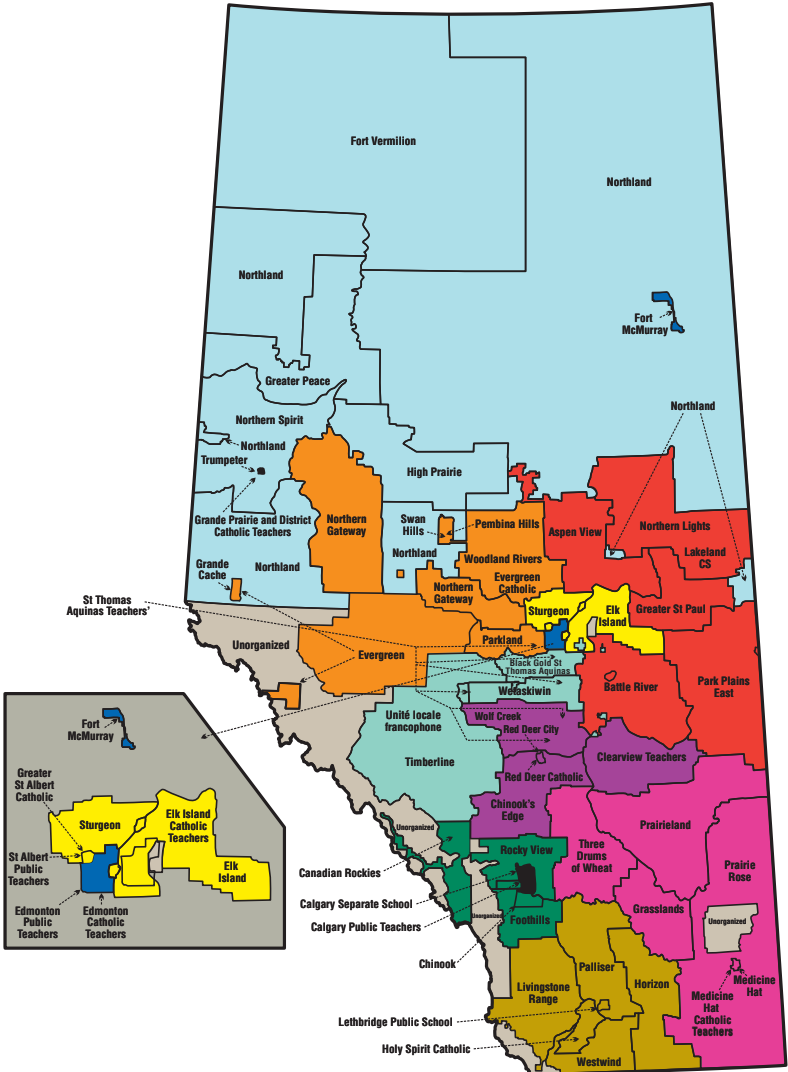 Fort Vermilion
Northland
Northland
Fort
McMurray
Greater Peace
Northland
Northern Spirit
Northland
Trumpeter
High Prairie
Grande Prairie and District
Catholic Teachers
Northern
Gateway
Swan
Hills
Pembina Hills
Aspen View
Northern Lights
Northland
Woodland Rivers
Lakeland
CS
Grande
Cache
Northland
Evergreen
Catholic
Northern
Gateway
St Thomas
Aquinas Teachers'
Sturgeon
Elk
Island
Greater St Paul
Unorganized
Parkland
Evergreen
Black Gold St
Thomas Aquinas
Battle River
Park Plains
East
Wetaskiwin
Unité locale
francophone
Wolf Creek
Red Deer City
Timberline
Clearview Teachers
Red Deer Catholic
Chinook's
Edge
Unorganized
Prairieland
Rocky View
Three
Drums
of Wheat
Canadian Rockies
Prairie
Rose
Calgary Separate School
Grasslands
Unorganized
Unorganized
Foothills
Calgary Public Teachers
Chinook
Palliser
Horizon
Livingstone
Range
Medicine
Hat
Medicine
Hat
Catholic
Teachers
Lethbridge Public School
Holy Spirit Catholic
Westwind
Fort
McMurray
Greater
St Albert
Catholic
Elk Island
Catholic
Teachers
Sturgeon
St Albert
Public
Teachers
Elk
Island
Edmonton
Public
Teachers
Edmonton
Catholic
Teachers